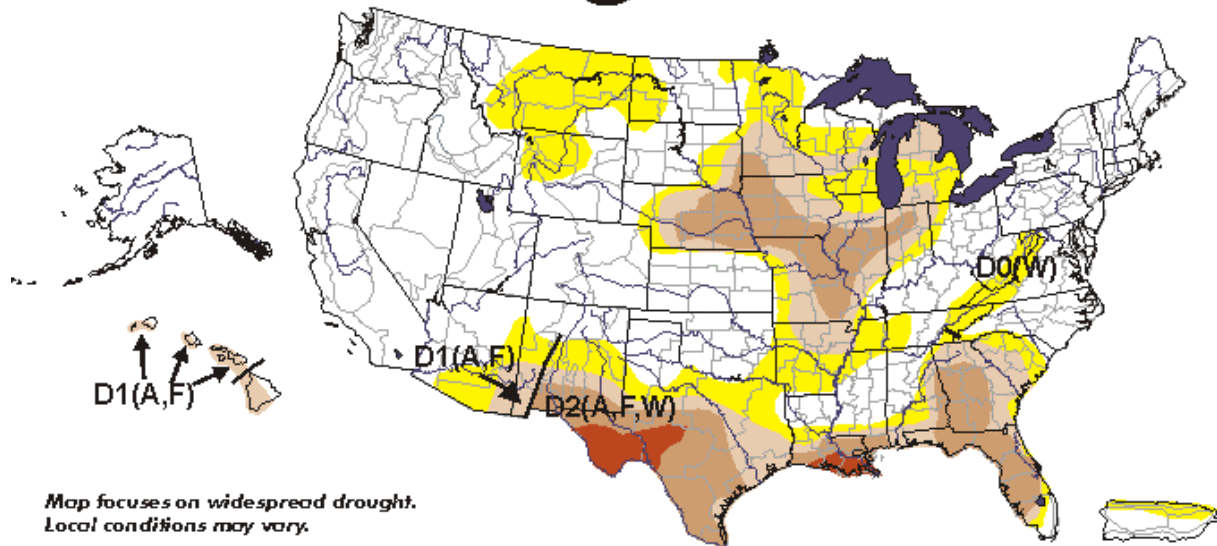 D0(W)
D1(A,F)
D1(A,F)
D2(A,F,W)
Map focuses on widespread drought.
Local conditions may vary.